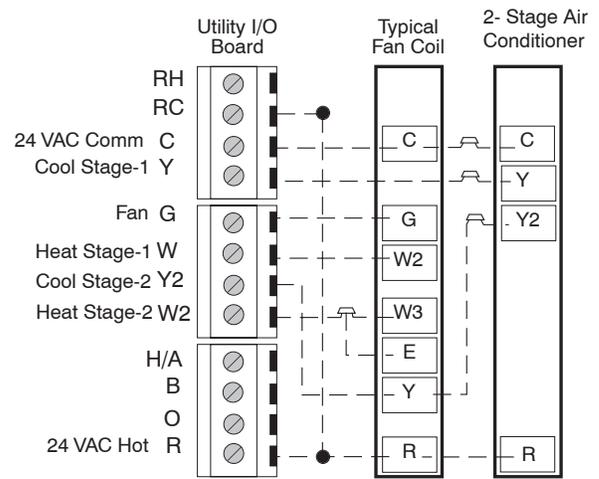 Utility I/O
Board
Typical
Fan Coil
2- Stage Air
Conditioner
RH
RC
24 VAC Comm C
C
C
Cool Stage-1 Y
Y
Fan G
G
Y2
Heat Stage-1 W
W2
Cool Stage-2 Y2
Heat Stage-2 W2
W3
H/A
E
B
Y
O
24 VAC Hot R
R
R